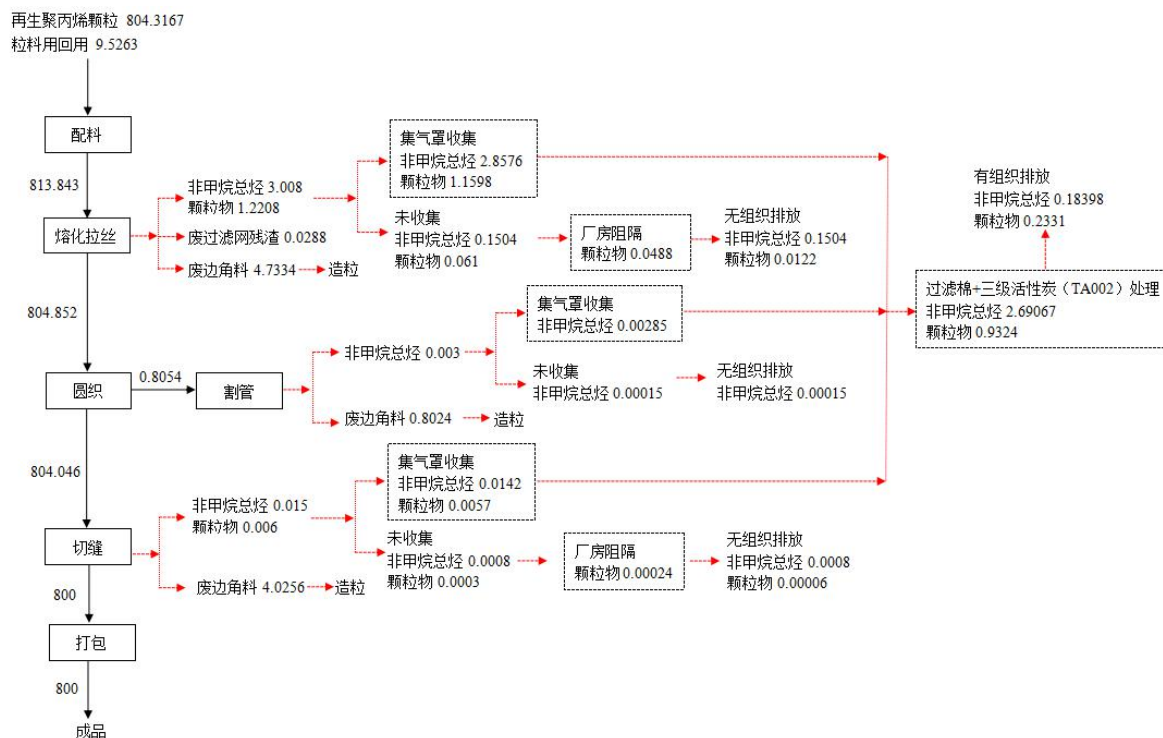 再生聚丙烯颗粒 804.3167
粒料用回用 9.5263
配料
813.843
熔化拉丝
非甲烷总烃 3.008
颗粒物 1.2208
废过滤网残渣 0.0288
废边角料 4.7334
造粒
集气罩收集
非甲烷总烃 2.8576
颗粒物 1.1598
未收集
非甲烷总烃 0.1504
颗粒物 0.061
厂房阻隔
颗粒物 0.0488
无组织排放
非甲烷总烃 0.1504
颗粒物 0.0122
有组织排放
非甲烷总烃 0.18398
颗粒物 0.2331
过滤棉+三级活性炭（TA002）处理
非甲烷总烃 2.69067
颗粒物 0.9324
804.852
圆织
0.8054
割管
非甲烷总烃 0.003
废边角料 0.8024
造粒
集气罩收集
非甲烷总烃 0.00285
未收集
非甲烷总烃 0.00015
无组织排放
非甲烷总烃 0.00015
804.046
切缝
非甲烷总烃 0.015
颗粒物 0.006
废边角料 4.0256
造粒
集气罩收集
非甲烷总烃 0.0142
颗粒物 0.0057
未收集
非甲烷总烃 0.0008
颗粒物 0.0003
厂房阻隔
颗粒物 0.00024
无组织排放
非甲烷总烃 0.0008
颗粒物 0.00006
800
打包
800
成品